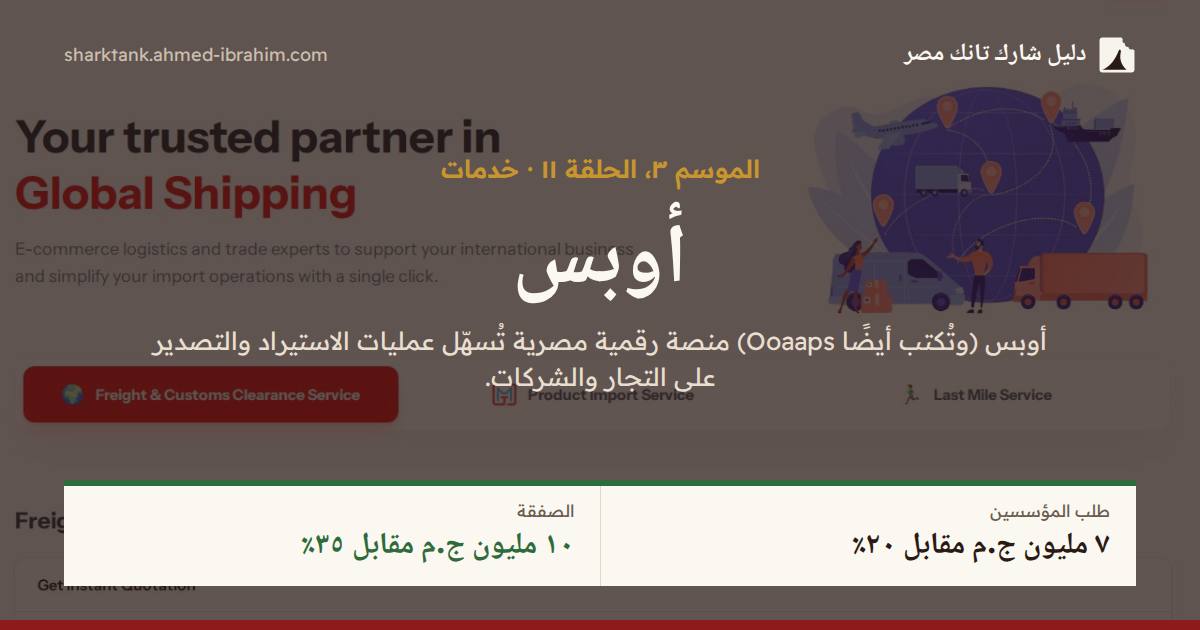 دليل شارك تانك مصر
sharktank.ahmed-ibrahim.com
Your trusted partner in
Global Shipping
E-commerce logistics and trade experts to support your international business
and simplify your import operations with a single click.
الموسم ٣، الحلقة ١١ · خدمات
أوبس
أوبس (وتُكتب أيضًا Ooaaps) منصة رقمية مصرية تُسهّل عمليات الاستيراد والتصدير
على التجار والشركات.
🌍 Freight & Customs Clearance Service
Product import Service
Last Mile Service
طلب المؤسسين
٧ مليون ج.م مقابل ٢٠٪
الصفقة
١٠ مليون ج.م مقابل ٣٥٪
Get Instant Quotation